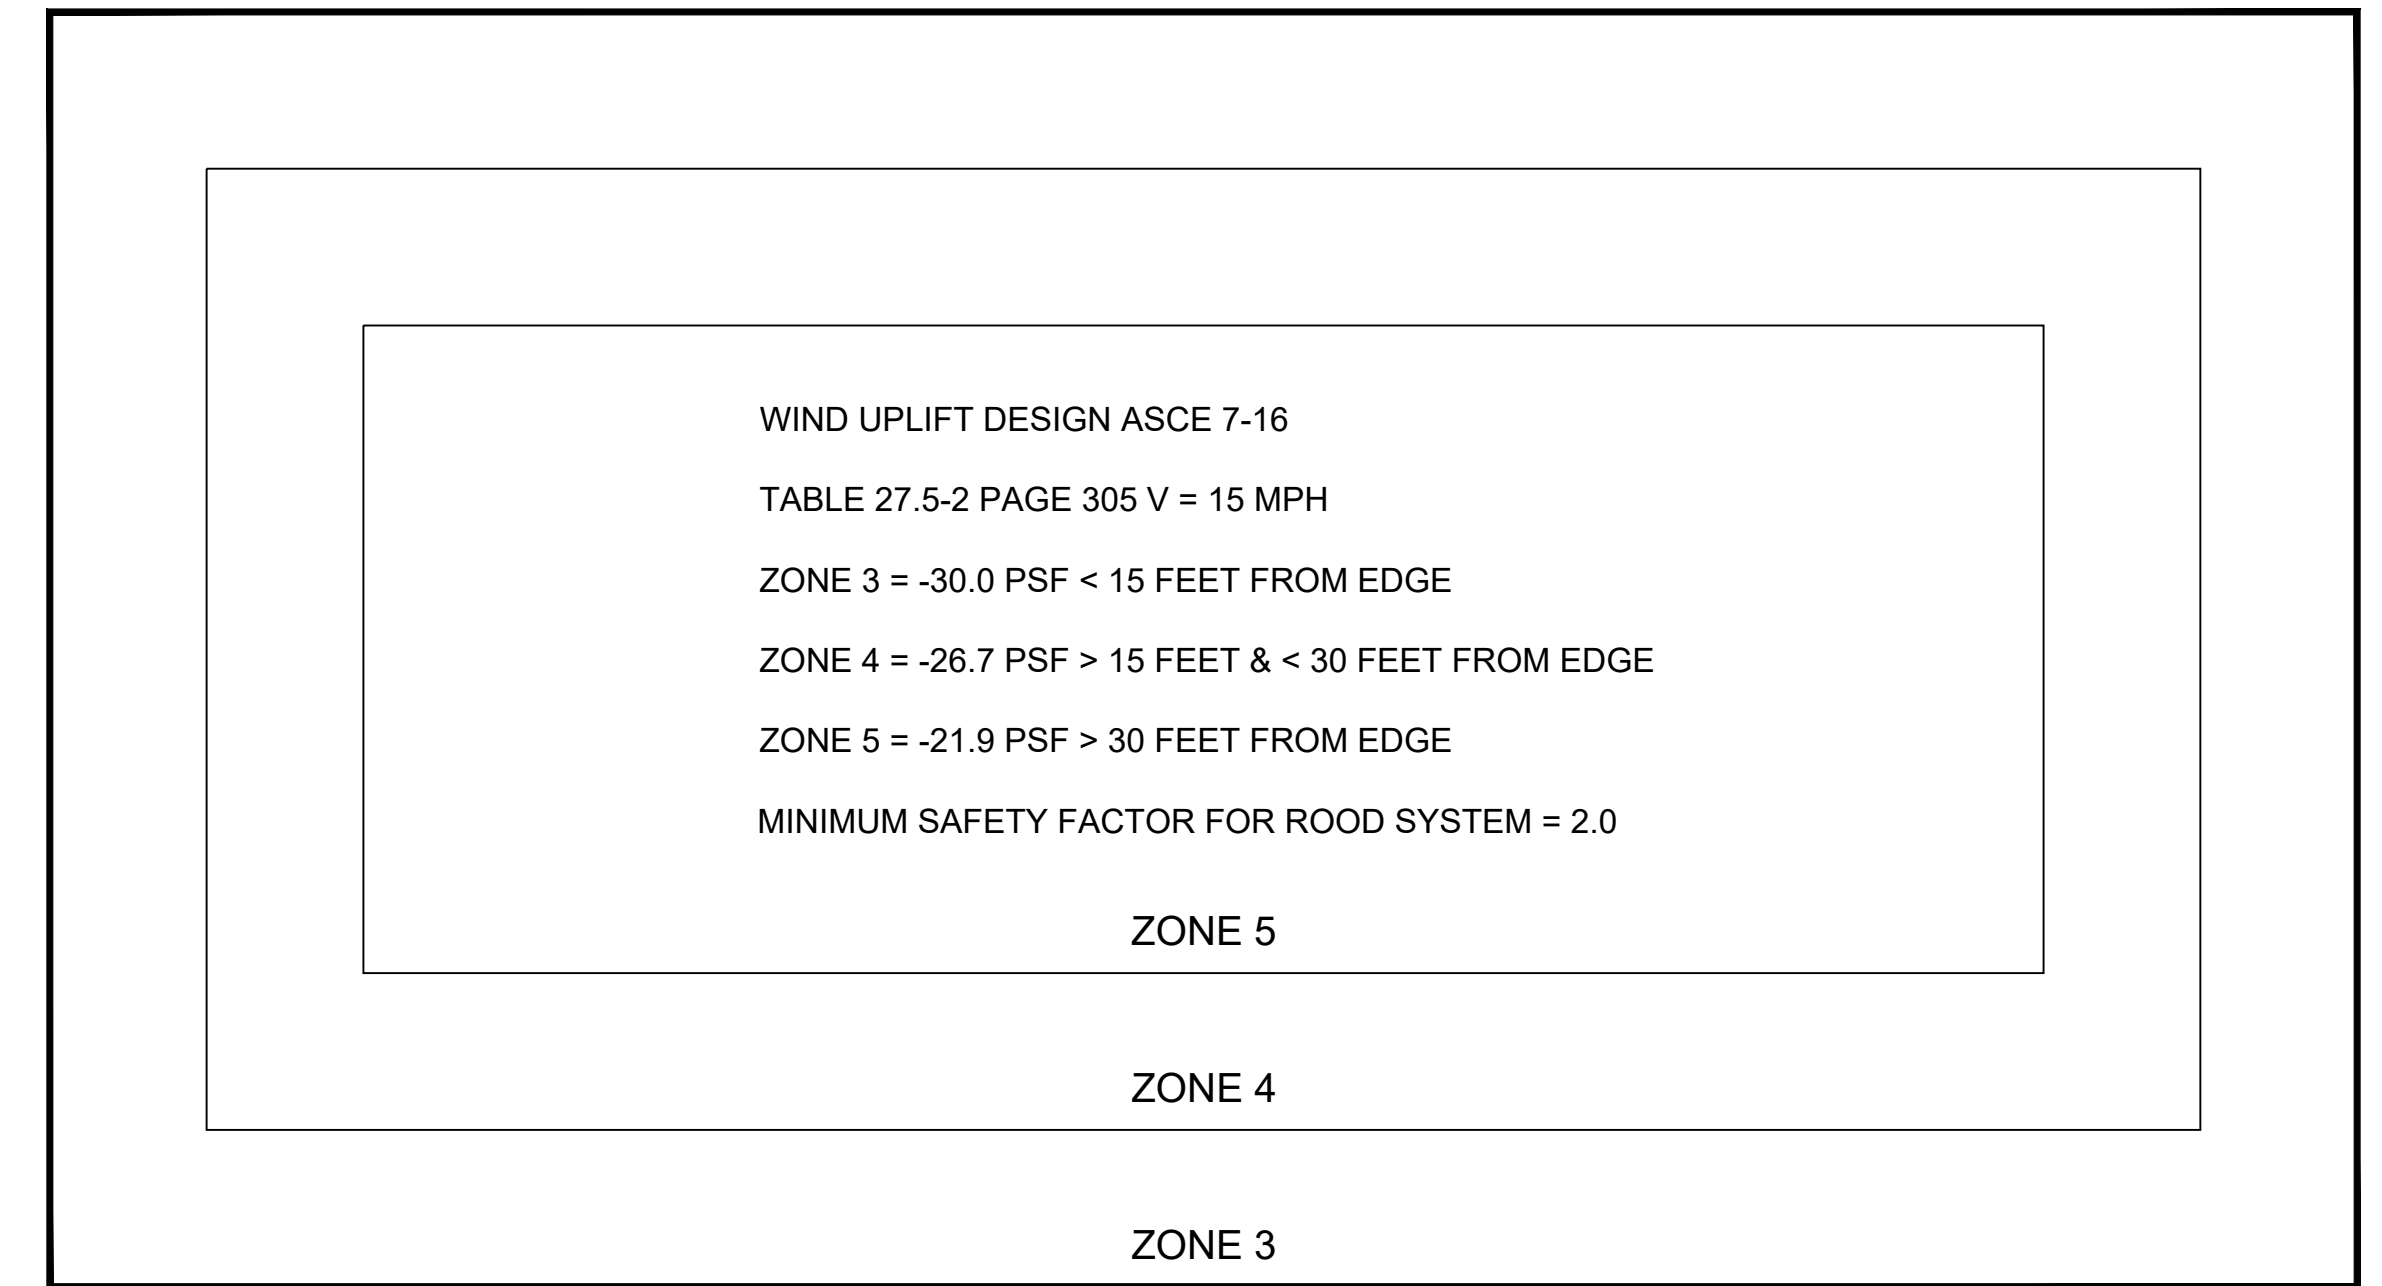 WIND UPLIFT DESIGN ASCE 7-16
TABLE 27.5-2 PAGE 305 V = 15 MPH
ZONE 3 = -30.0 PSF < 15 FEET FROM EDGE
ZONE 4 = -26.7 PSF > 15 FEET & < 30 FEET FROM EDGE
ZONE 5 = -21.9 PSF > 30 FEET FROM EDGE
MINIMUM SAFETY FACTOR FOR ROOD SYSTEM = 2.0
ZONE 5
ZONE 4
ZONE 3